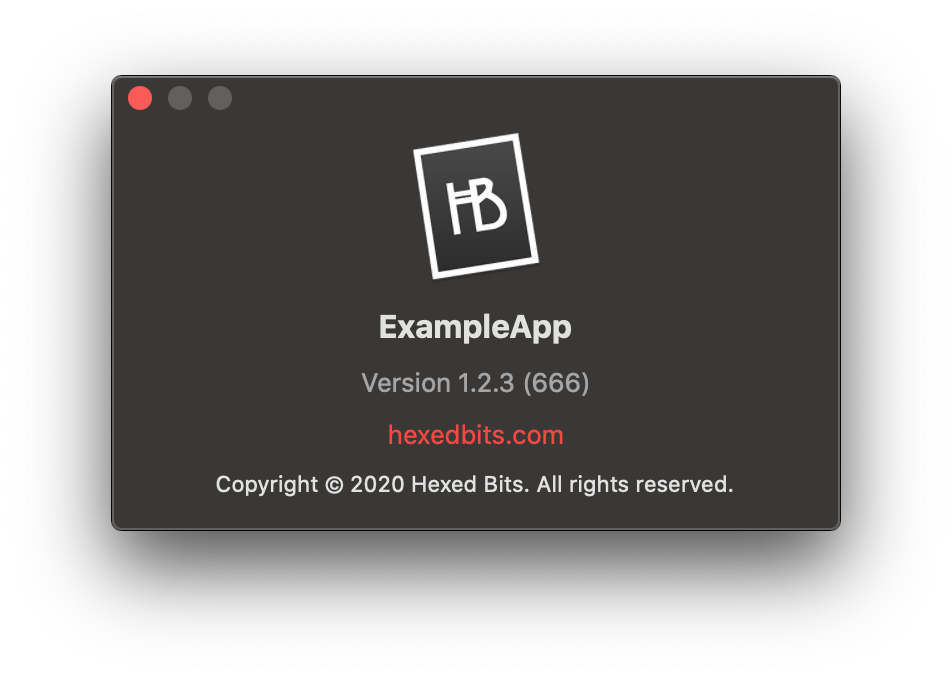 HB
ExampleApp
Version 1.2.3 (666)
hexedbits.com
Copyright © 2020 Hexed Bits. All rights reserved.